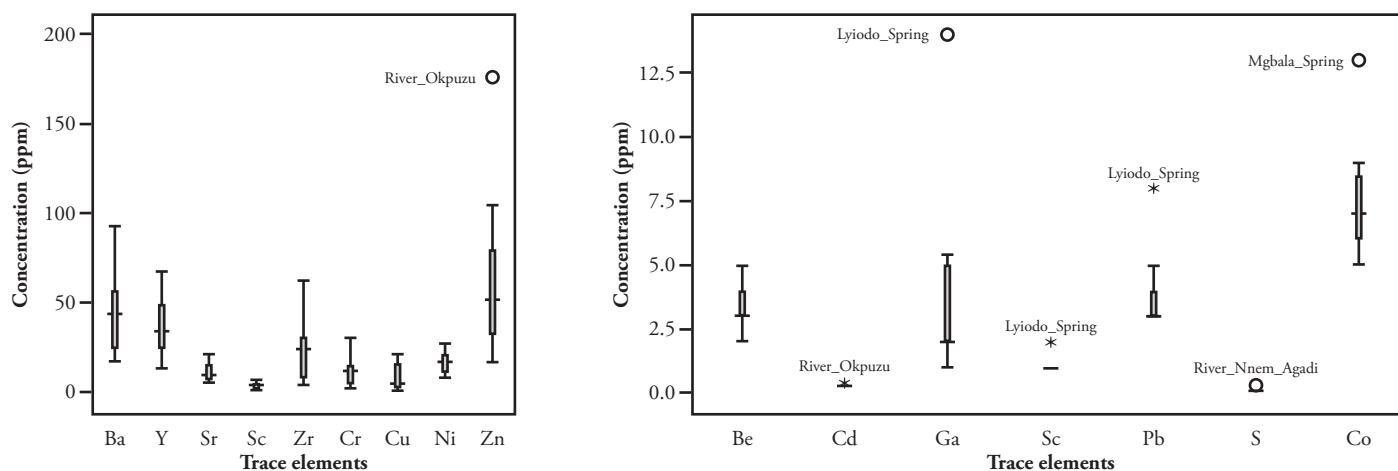 200
150
100
50
0
Concentration (ppm)
River_Okpuzu
Ba Y Sr Sc Zr Cr Cu Ni Zn
Trace elements
12.5
10.0
7.5
5.0
2.5
0.0
Concentration (ppm)
Lyiodo_Spring
Mgbala_Spring
Lyiodo_Spring
Lyiodo_Spring
River_Okpuzu
River_Nnem_Agadi
Be Cd Ga Sc Pb S Co
Trace elements